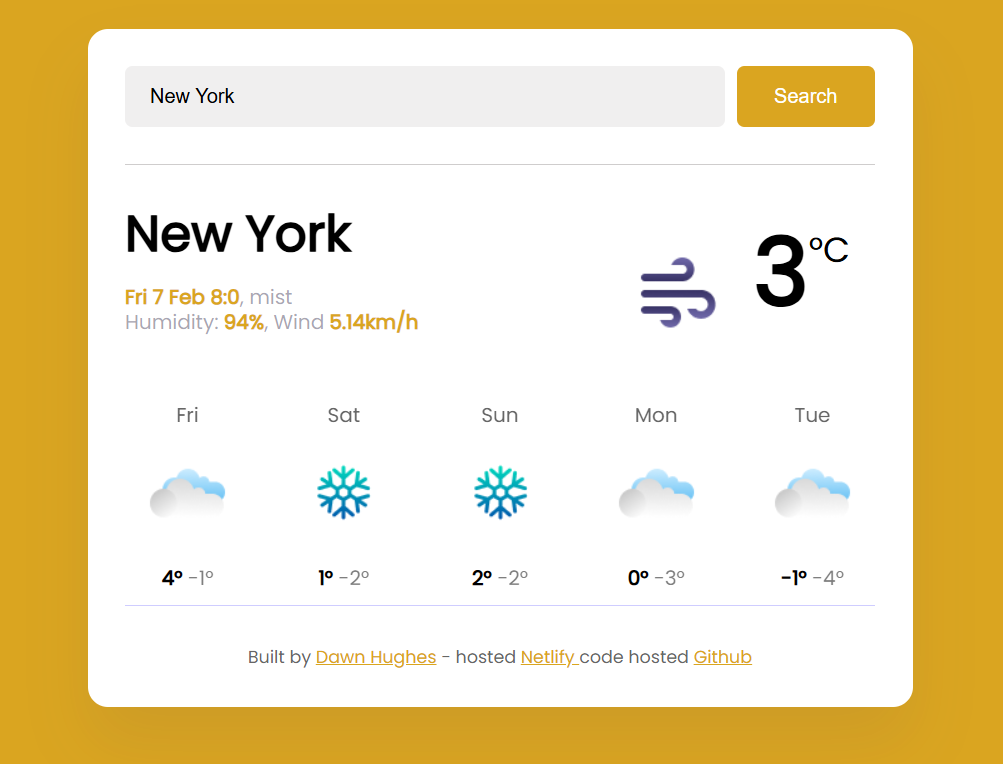 New York
Search
New York
3°C
Fri 7 Feb 8:0, mist
Humidity: 94%, Wind 5.14km/h
Fri Sat Sun Mon Tue
4° -1° 1° -2° 2° -2° 0° -3° -1° -4°
Built by Dawn Hughes - hosted Netlify code hosted Github